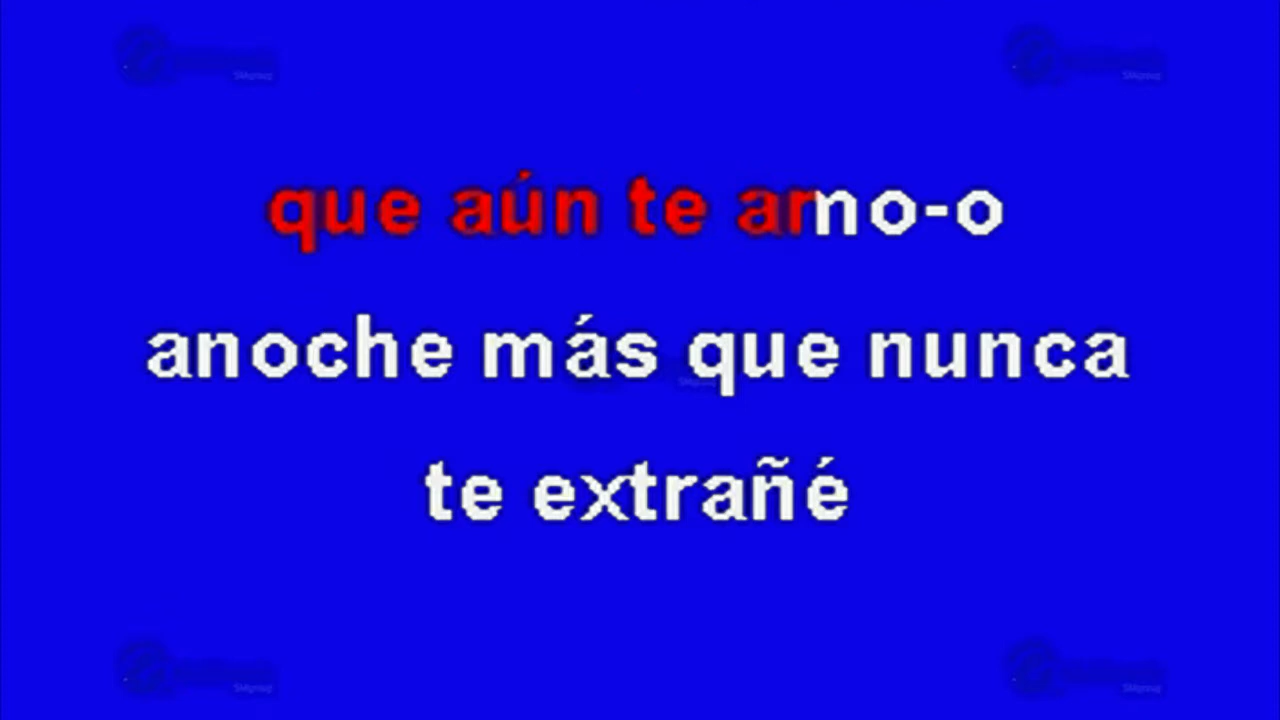 que aún te amo-o
anoche más que nunca
te extrañé